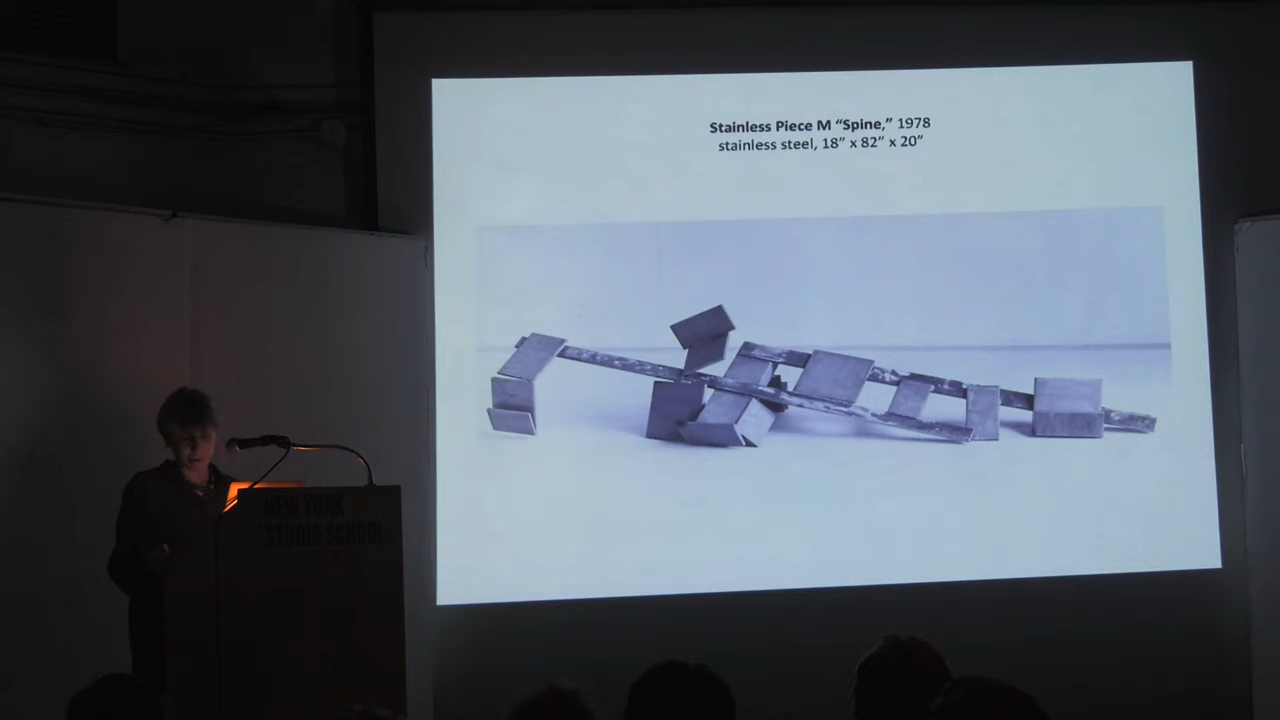 Stainless Piece M “Spine,” 1978
stainless steel, 18” x 82” x 20”
NEW YORK
STUDIO SCHOOL